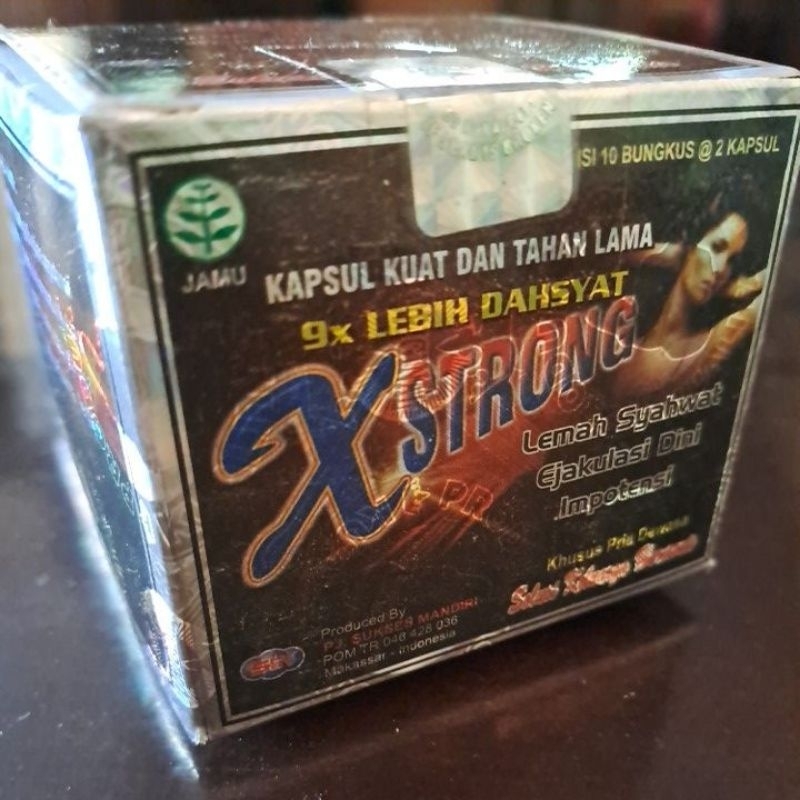 ISI 10 BUNGKUS @ 2 KAPSUL
JAMU
KAPSUL KUAT DAN TAHAN LAMA
9x LEBIH DAHSYAT
X STRONG
Lemah Syahwat
Ejakulasi Dini
Impotensi
Khusus Pria Dewasa
Produced By
PJ. SUKSES MANDIRI
POM TR 046 428 036
Makassar - Indonesia